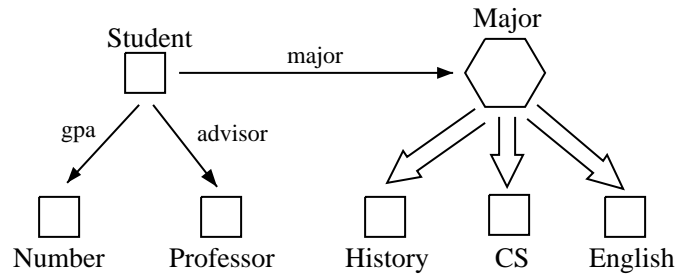 Major
Student
major
gpa
advisor
Number
Professor
History
CS
English